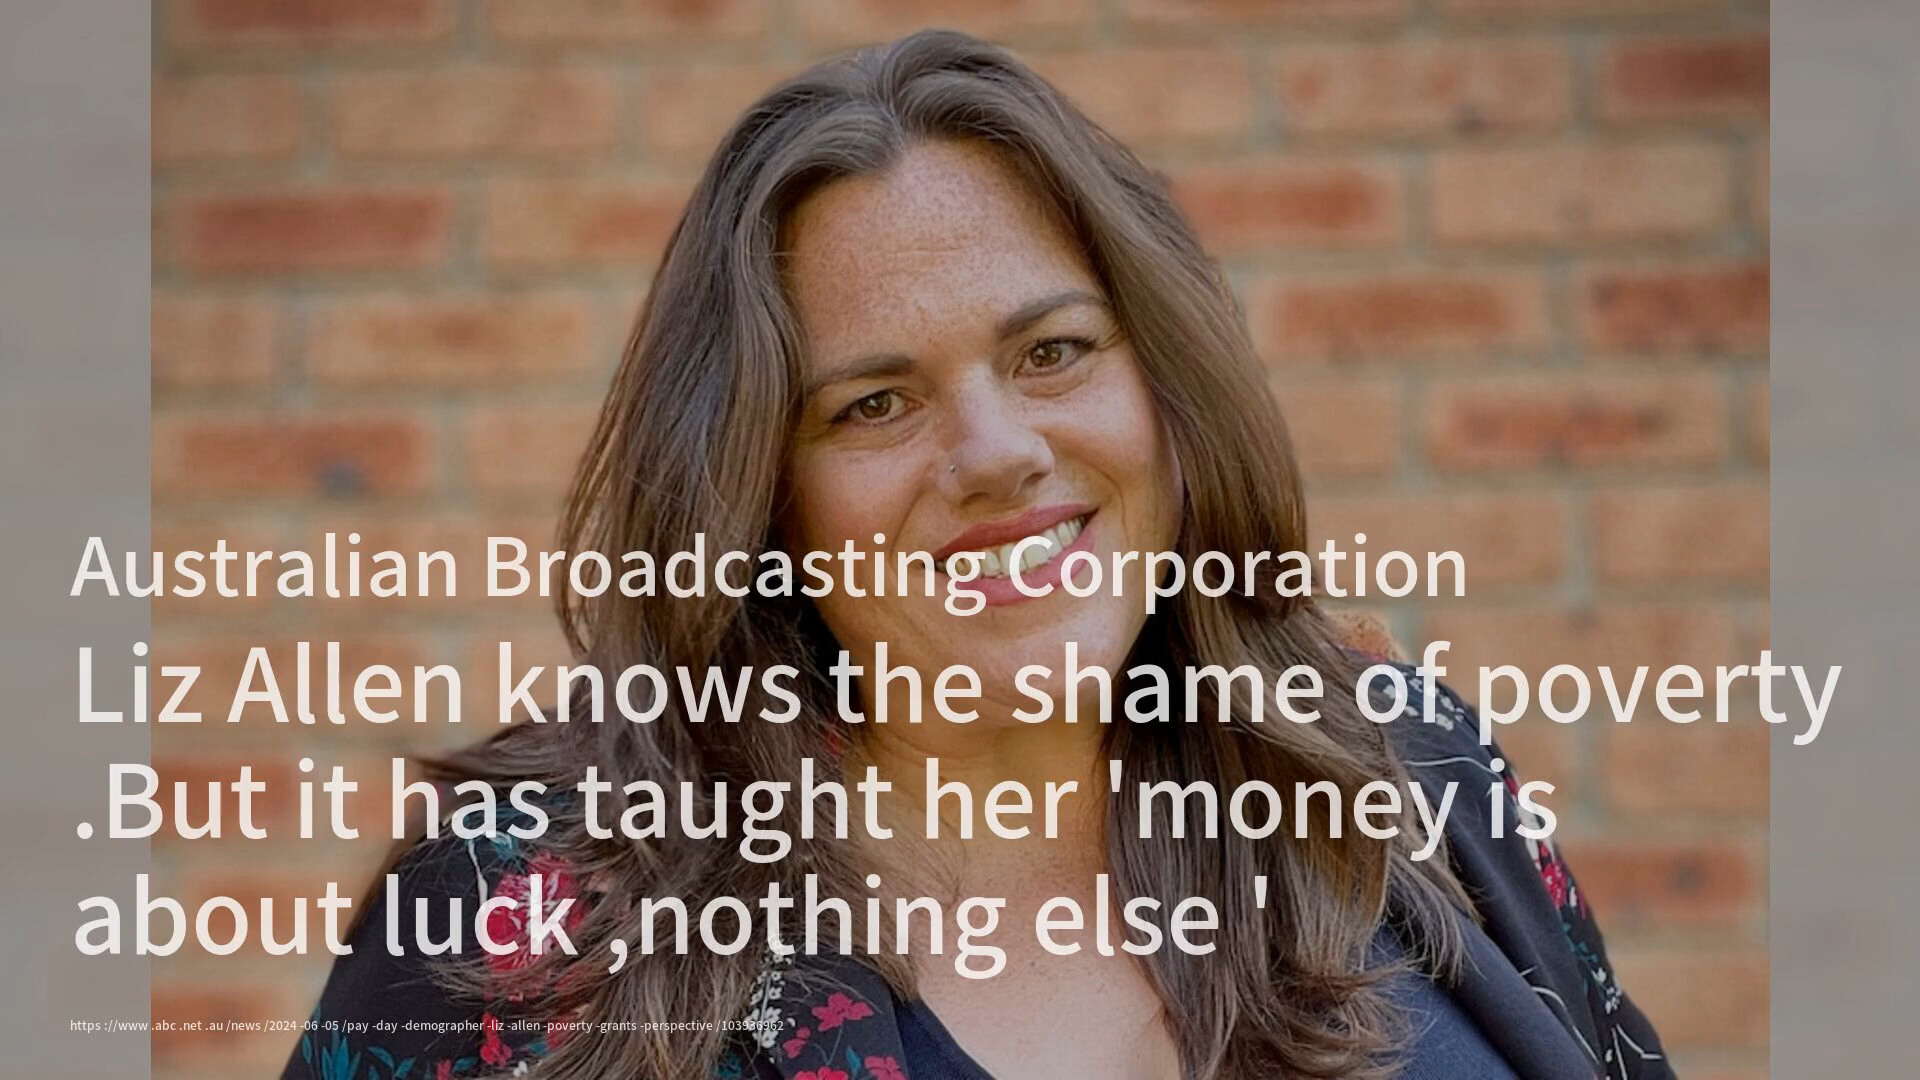 Australian Broadcasting Corporation
Liz Allen knows the shame of poverty
.But it has taught her 'money is
about luck ,nothing else '
https ://www .abc .net .au /news /2024 -06 -05 /pay -day -demographer -liz -allen -poverty -grants -perspective /103936962